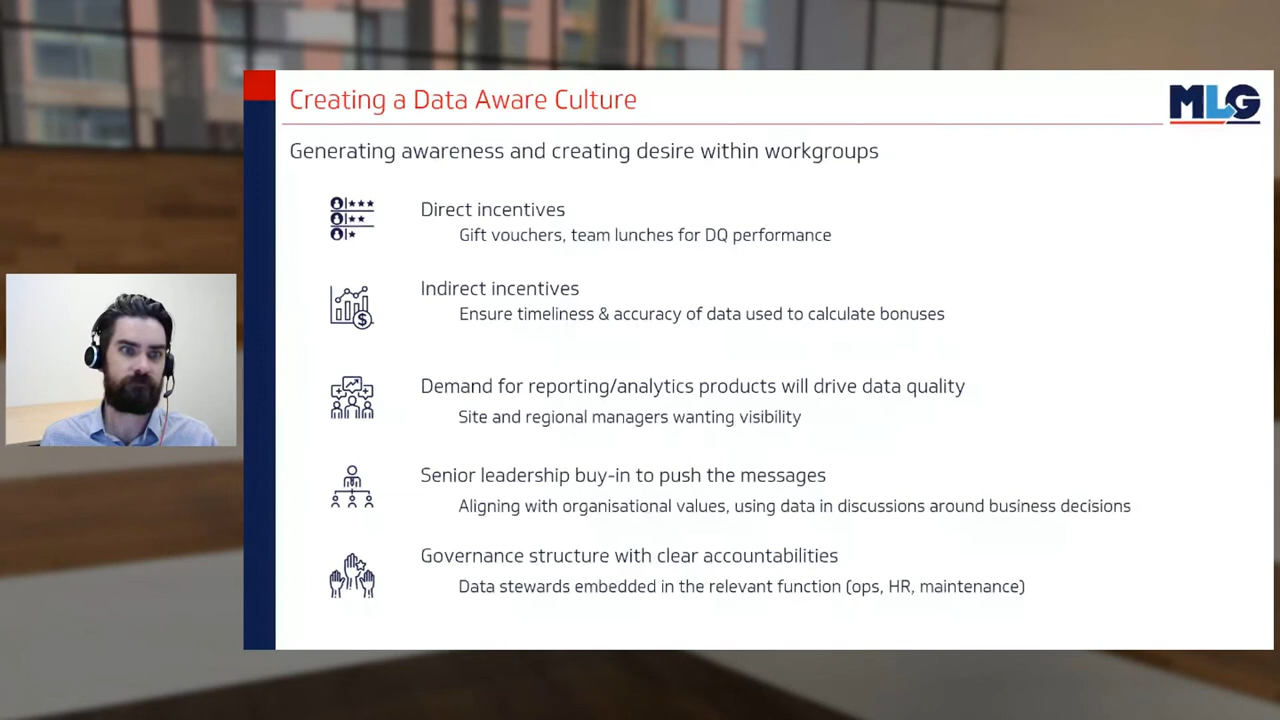 Creating a Data Aware Culture
MLG
Generating awareness and creating desire within workgroups
Direct incentives
Gift vouchers, team lunches for DQ performance
Indirect incentives
Ensure timeliness & accuracy of data used to calculate bonuses
Demand for reporting/analytics products will drive data quality
Site and regional managers wanting visibility
Senior leadership buy-in to push the messages
Aligning with organisational values, using data in discussions around business decisions
Governance structure with clear accountabilities
Data stewards embedded in the relevant function (ops, HR, maintenance)